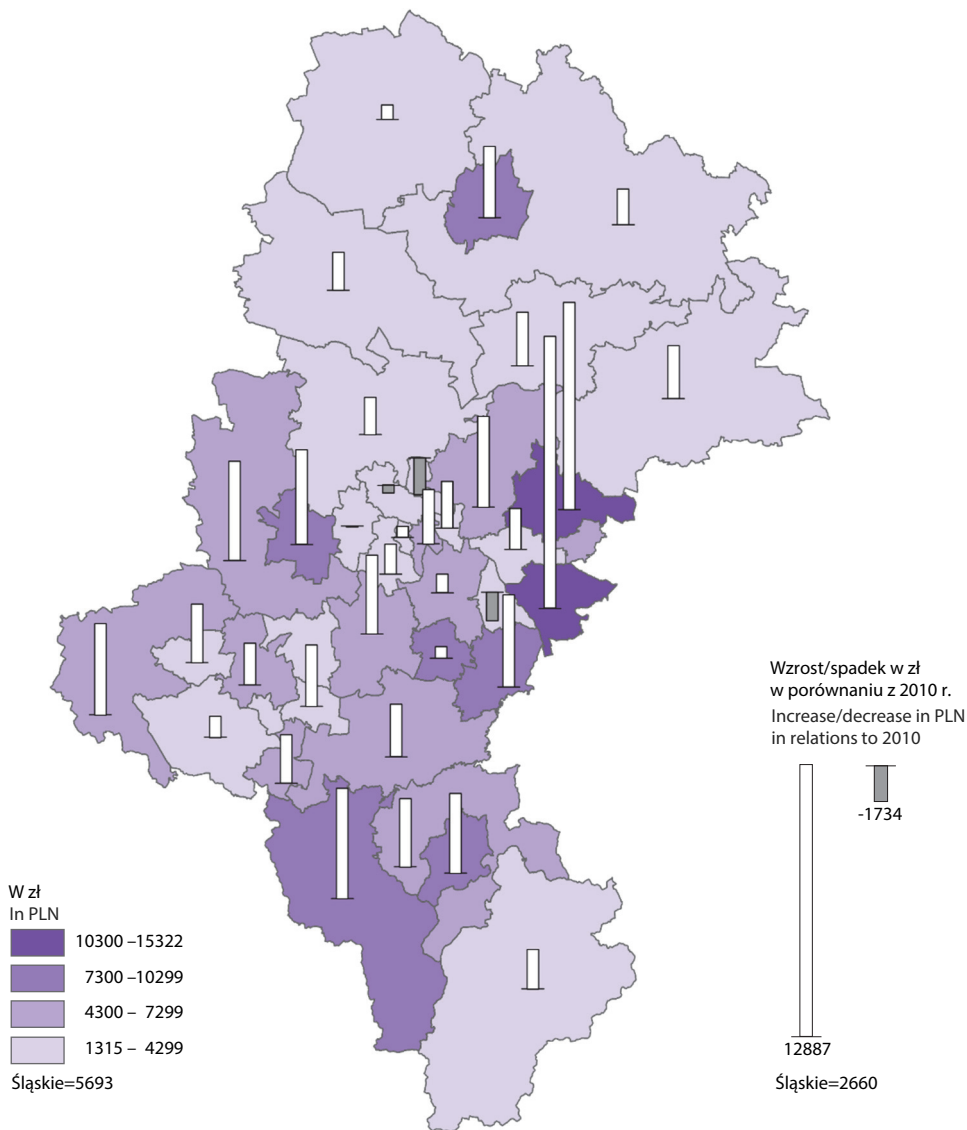 Wzrost/spadek w zł
w porównaniu z 2010 r.
Increase/decrease in PLN
in relations to 2010
-1734
12887
Śląskie=2660
W zł
In PLN
10300 –15322
7300 –10299
4300 – 7299
1315 – 4299
Śląskie=5693